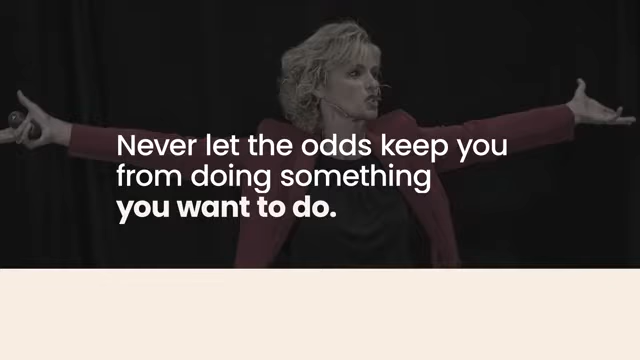 Never let the odds keep you
from doing something
you want to do.